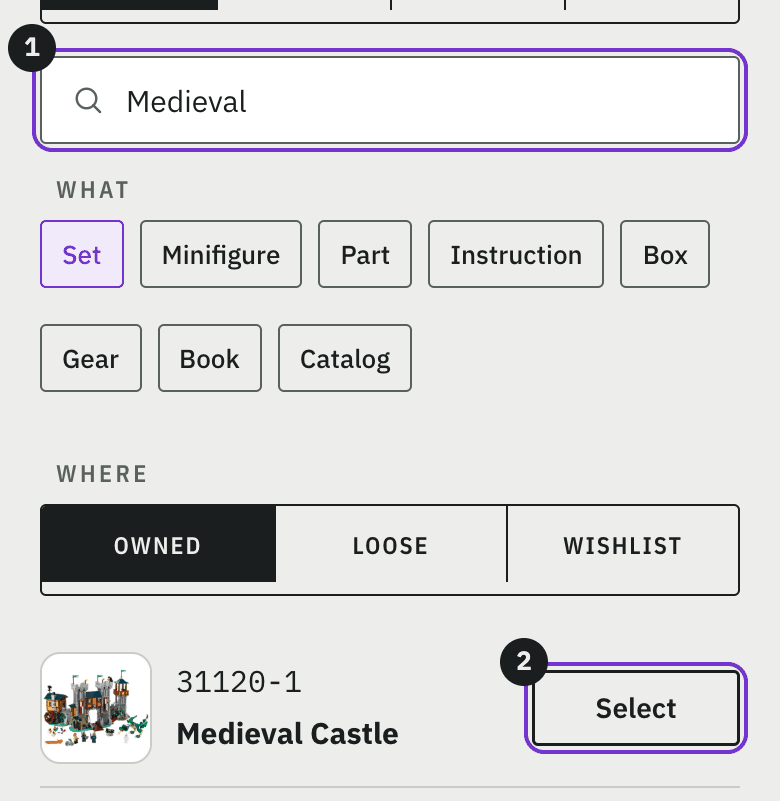 1
Medieval
WHAT
Set Minifigure Part Instruction Box
Gear Book Catalog
WHERE
OWNED LOOSE WISHLIST
2
31120-1
Select
Medieval Castle